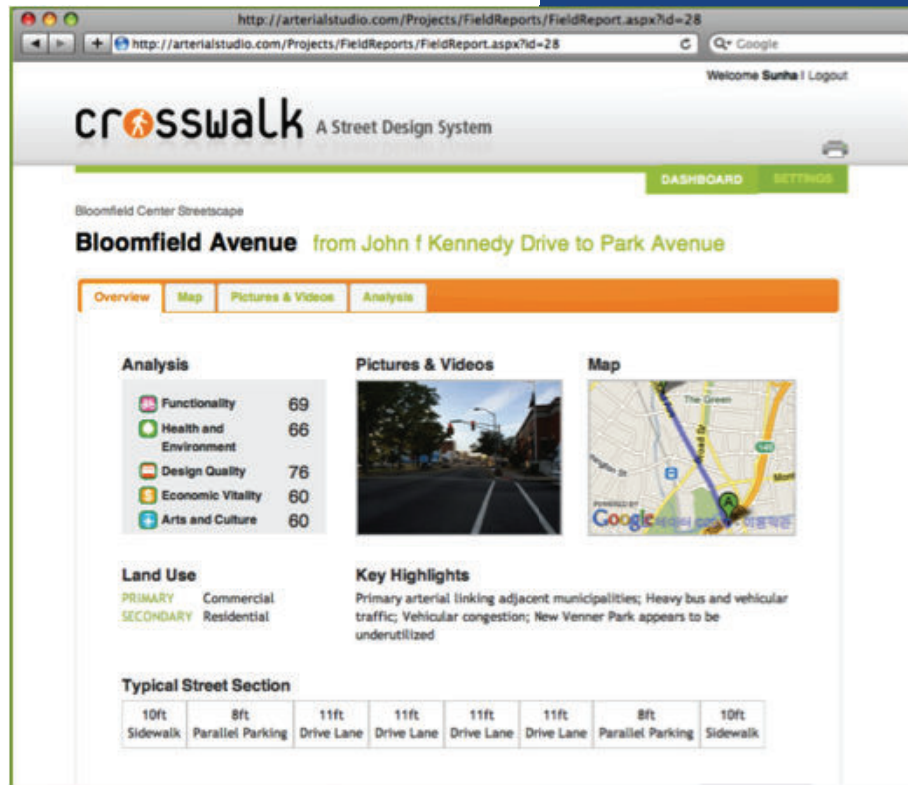 http://arterialstudio.com/Projects/FieldReports/FieldReport.aspx?id=28
http://arterialstudio.com/Projects/FieldReports/FieldReport.aspx?id=28
Google
Welcome Sunha | Logout
crosswalk A Street Design System
DASHBOARD SETTINGS
Bloomfield Center Streetscape
Bloomfield Avenue from John f Kennedy Drive to Park Avenue
Overview Map Pictures & Videos Analysis
Analysis
Functionality 69
Health and Environment 66
Design Quality 76
Economic Vitality 60
Arts and Culture 60
Pictures & Videos
Map
The Green
Road
St
A
POWERED BY
Google
Land Use
PRIMARY Commercial
SECONDARY Residential
Key Highlights
Primary arterial linking adjacent municipalities; Heavy bus and vehicular
traffic; Vehicular congestion; New Venner Park appears to be
underutilized
Typical Street Section
10ft 8ft 11ft 11ft 11ft 11ft 8ft 10ft
Sidewalk Parallel Parking Drive Lane Drive Lane Drive Lane Drive Lane Parallel Parking Sidewalk